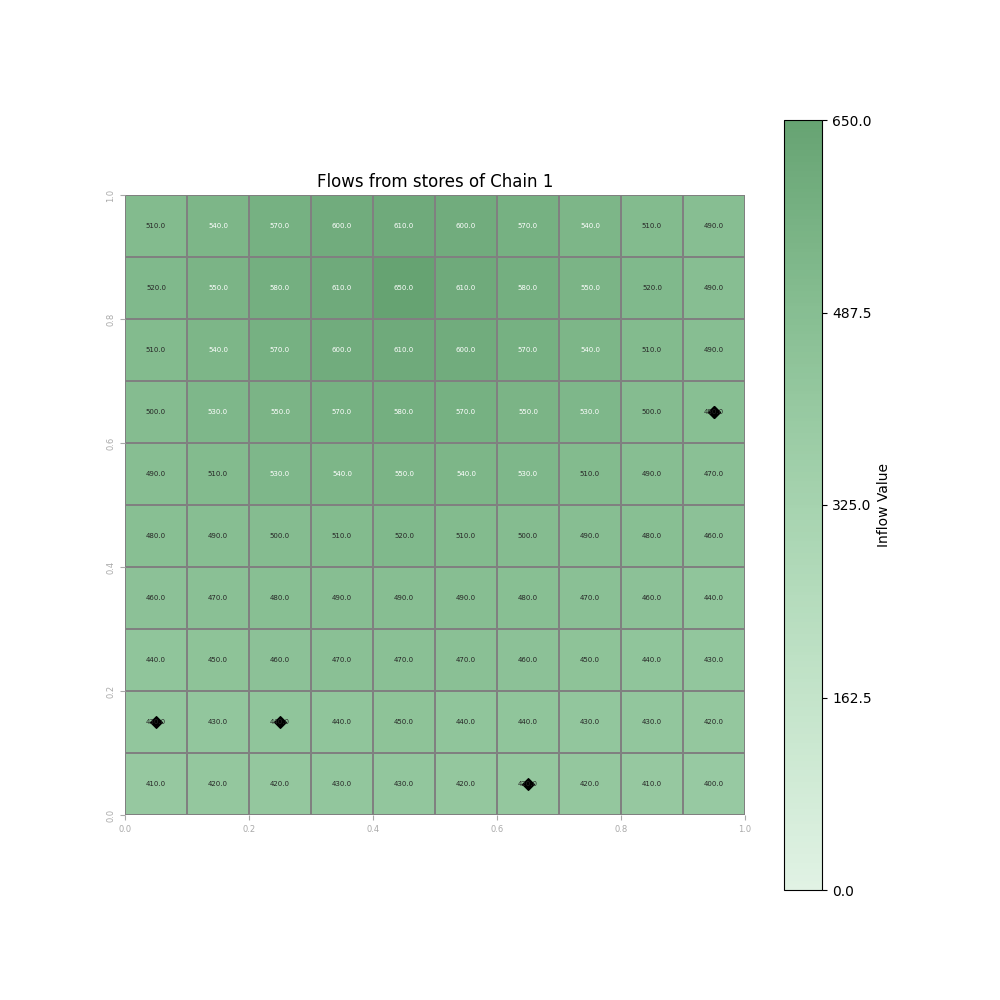 Flows from stores of Chain 1
1.0
510.0 540.0 570.0 600.0 610.0 600.0 570.0 540.0 510.0 490.0
520.0 550.0 580.0 610.0 650.0 610.0 580.0 550.0 520.0 490.0
0.8
510.0 540.0 570.0 600.0 610.0 600.0 570.0 540.0 510.0 490.0
500.0 530.0 550.0 570.0 580.0 570.0 550.0 530.0 500.0
0.6
490.0 510.0 530.0 540.0 550.0 540.0 530.0 510.0 490.0 470.0
480.0 490.0 500.0 510.0 520.0 510.0 500.0 490.0 480.0 460.0
0.4
460.0 470.0 480.0 490.0 490.0 490.0 480.0 470.0 460.0 440.0
440.0 450.0 460.0 470.0 470.0 470.0 460.0 450.0 440.0 430.0
0.2
430.0 440.0 450.0 440.0 440.0 430.0 430.0 420.0
410.0 420.0 420.0 430.0 430.0 420.0 420.0 410.0 400.0
0.0
0.0 0.2 0.4 0.6 0.8 1.0
650.0
487.5
325.0
162.5
0.0
Inflow Value